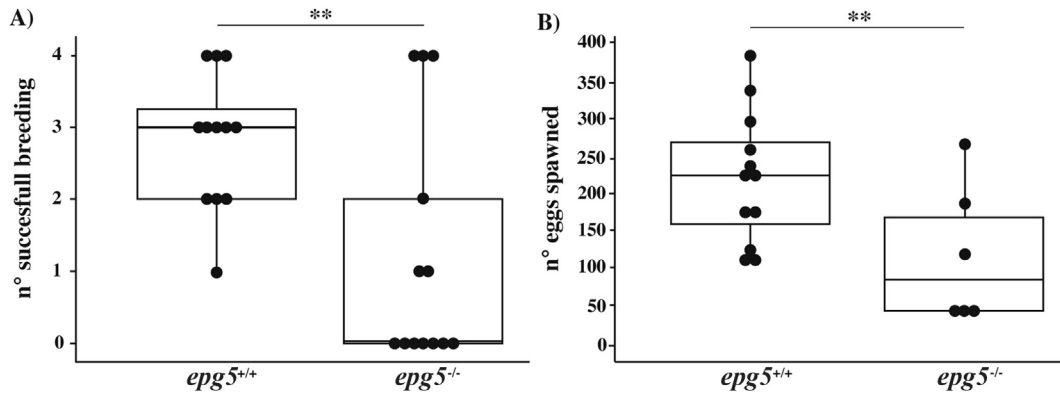 A)
**
n° succesfull breeding
4
3
2
1
0
epg5+/+
epg5-/-
B)
**
n° eggs spawned
400
350
300
250
200
150
100
50
0
epg5+/+
epg5-/-